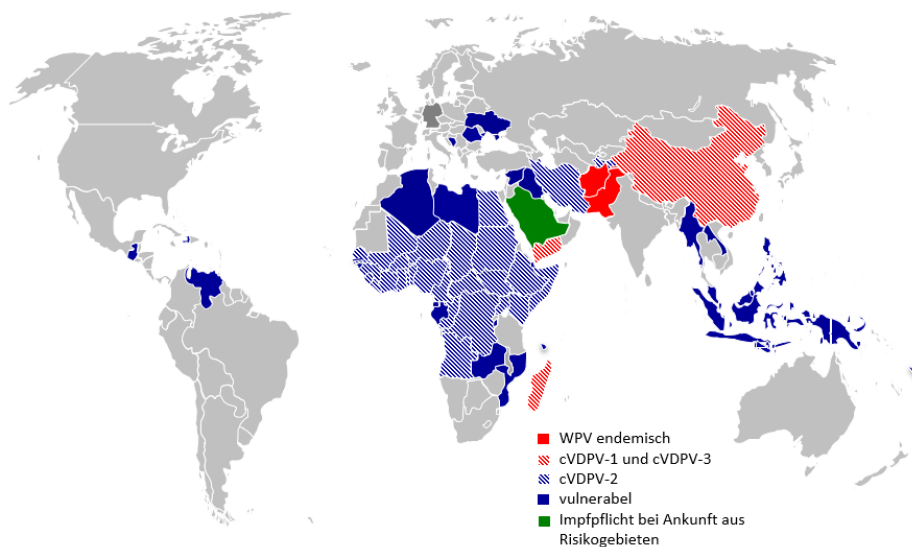 WPV endemisch
cVDPV-1 und cVDPV-3
cVDPV-2
vulnerabel
Impfpflicht bei Ankunft aus
Risikogebieten